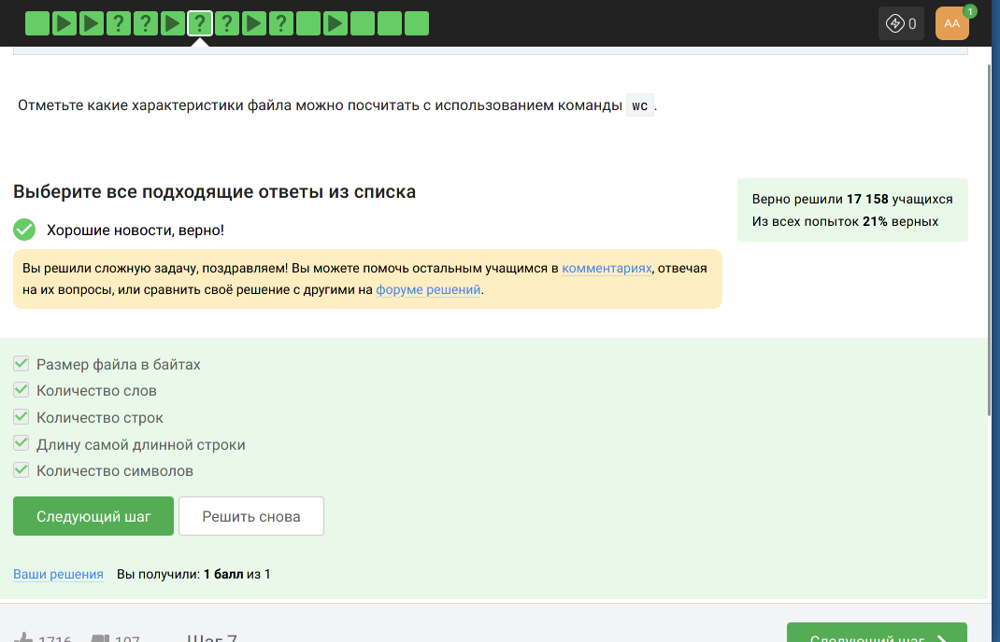 ? ? ? ? ?
0
AA
1
Отметьте какие характеристики файла можно посчитать с использованием команды wc.
Выберите все подходящие ответы из списка
Верно решили 17 158 учащихся
Из всех попыток 21% верных
Хорошие новости, верно!
Вы решили сложную задачу, поздравляем! Вы можете помочь остальным учащимся в комментариях, отвечая
на их вопросы, или сравнить своё решение с другими на форуме решений.
Размер файла в байтах
Количество слов
Количество строк
Длину самой длинной строки
Количество символов
Следующий шаг
Решить снова
Ваши решения Вы получили: 1 балл из 1
1716 107 Шаг 7
Следующий шаг